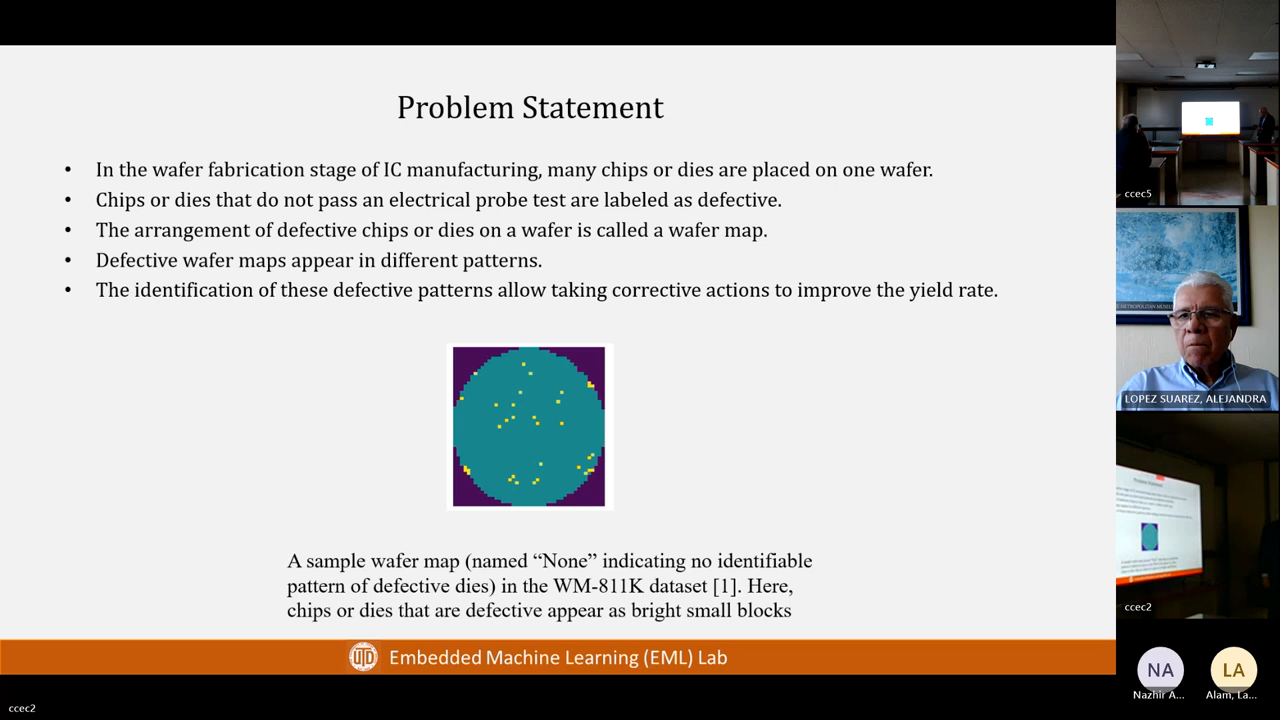 Problem Statement
• In the wafer fabrication stage of IC manufacturing, many chips or dies are placed on one wafer.
• Chips or dies that do not pass an electrical probe test are labeled as defective.
• The arrangement of defective chips or dies on a wafer is called a wafer map.
• Defective wafer maps appear in different patterns.
• The identification of these defective patterns allow taking corrective actions to improve the yield rate.
A sample wafer map (named “None” indicating no identifiable
pattern of defective dies) in the WM-811K dataset [1]. Here,
chips or dies that are defective appear as bright small blocks
UTD
Embedded Machine Learning (EML) Lab
ccec2
ccec5
LOPEZ SUAREZ, ALEJANDRA
Problem Statement
ccec2
NA
LA
Nazhir A...
Alam, La...